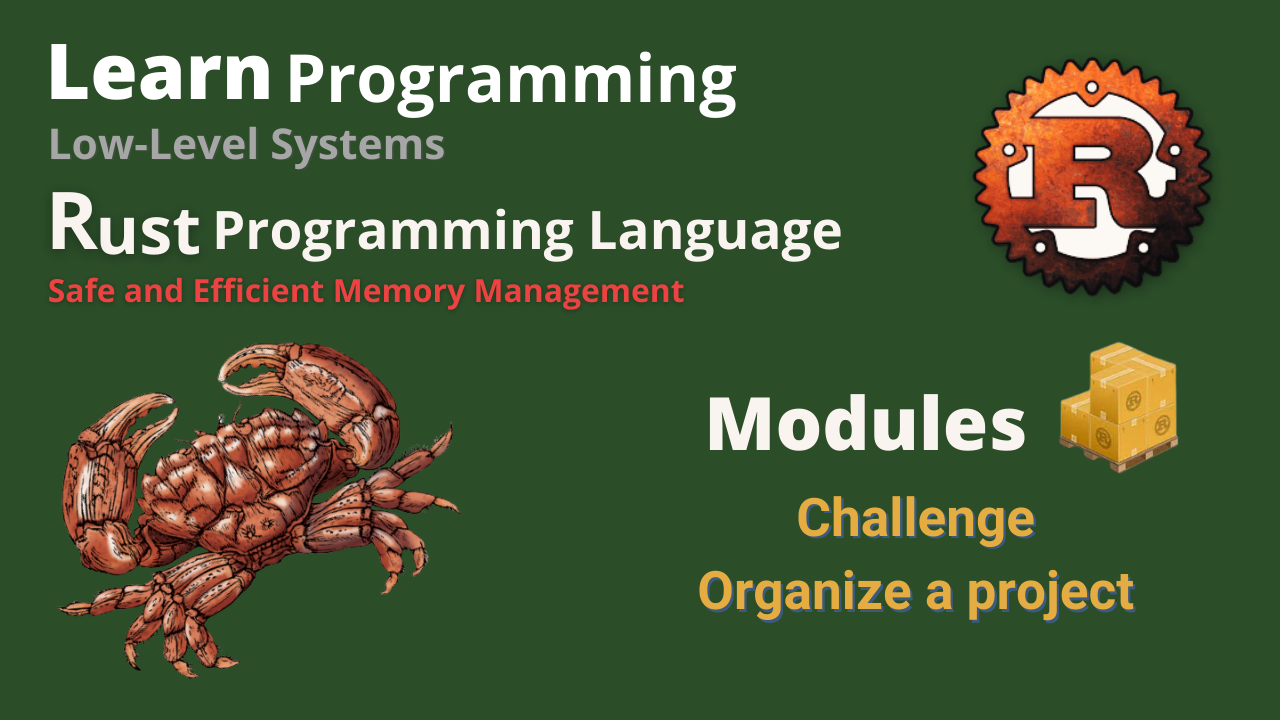 Learn Programming
Low-Level Systems
Rust Programming Language
Safe and Efficient Memory Management
R
Modules
Challenge
Organize a project